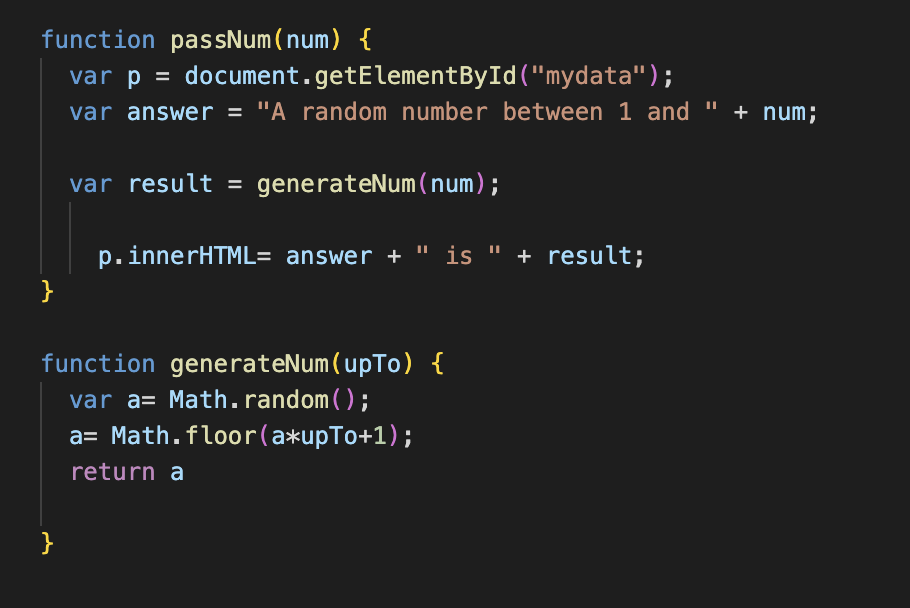 function passNum(num) {
var p = document.getElementById("mydata");
var answer = "A random number between 1 and " + num;
var result = generateNum(num);
p.innerHTML= answer + " is " + result;
}
function generateNum(upTo) {
var a= Math.random();
a= Math.floor(a*upTo+1);
return a
}